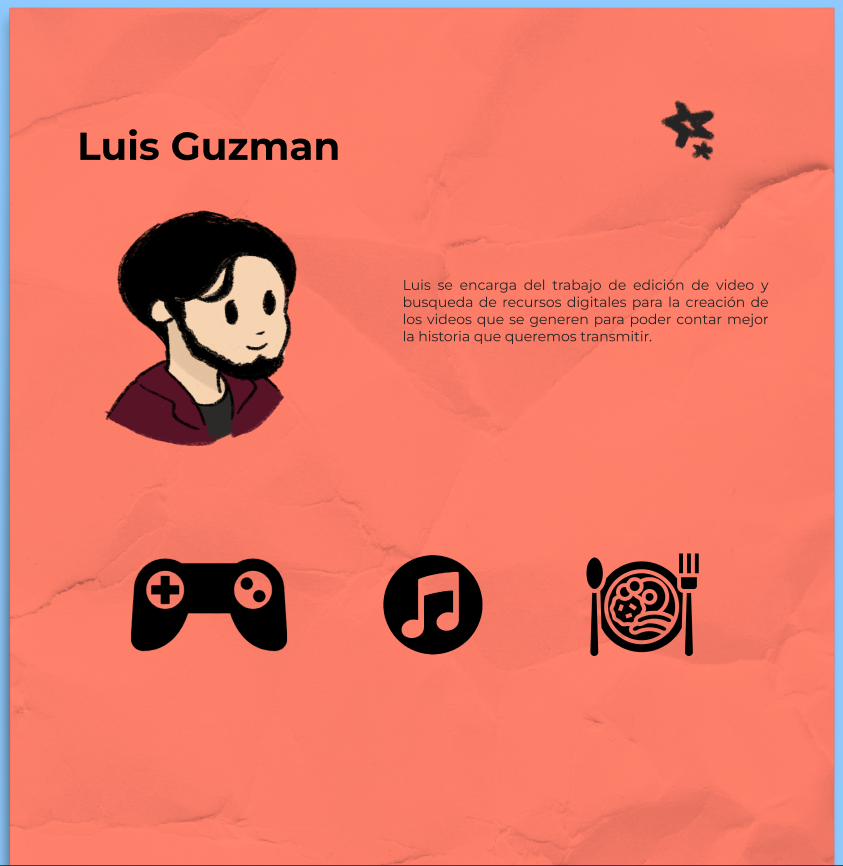 Luis Guzman
Luis se encarga del trabajo de edición de video y
busqueda de recursos digitales para la creación de
los videos que se generen para poder contar mejor
la historia que queremos transmitir.